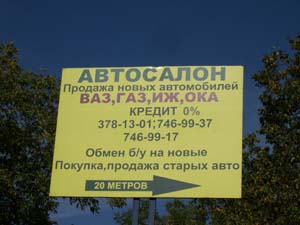 АВТОСАЛОН
Продажа новых автомобилей
ВАЗ,ГАЗ,ИЖ,ОКА
КРЕДИТ 0%
378-13-01;746-99-37
746-99-17
Обмен б/у на новые
Покупка,продажа старых авто
20 МЕТРОВ